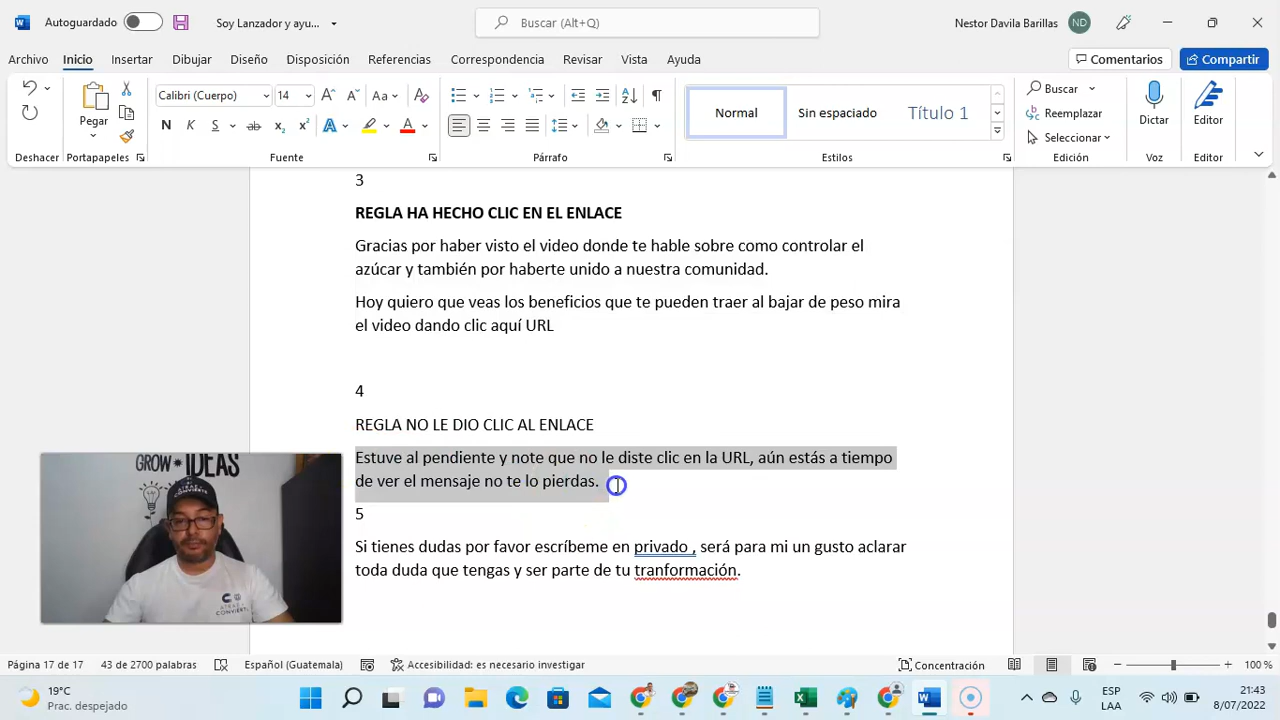 Autoguardado
Soy Lanzador y ayu...
Buscar (Alt+Q)
Nestor Davila Barillas
ND
Archivo
Inicio
Insertar
Dibujar
Diseño
Disposición
Referencias
Correspondencia
Revisar
Vista
Ayuda
Comentarios
Compartir
Calibri (Cuerpo)
14
Pegar
Normal
Sin espaciado
Título 1
Buscar
Reemplazar
Seleccionar
Dictar
Editor
Deshacer
Portapapeles
Fuente
Párrafo
Estilos
Edición
Voz
Editor
3
REGLA HA HECHO CLIC EN EL ENLACE
Gracias por haber visto el video donde te hable sobre como controlar el
azúcar y también por haberte unido a nuestra comunidad.
Hoy quiero que veas los beneficios que te pueden traer al bajar de peso mira
el video dando clic aquí URL
4
REGLA NO LE DIO CLIC AL ENLACE
Estuve al pendiente y note que no le diste clic en la URL, aún estás a tiempo
de ver el mensaje no te lo pierdas.
5
Si tienes dudas por favor escríbeme en privado , será para mi un gusto aclarar
toda duda que tengas y ser parte de tu tranformación.
GROW IDEAS
ATRAE Y
CONVIERTE
Página 17 de 17
43 de 2700 palabras
Español (Guatemala)
Accesibilidad: es necesario investigar
Concentración
100 %
19°C
Prac. despejado
ESP
LAA
21:43
8/07/2022